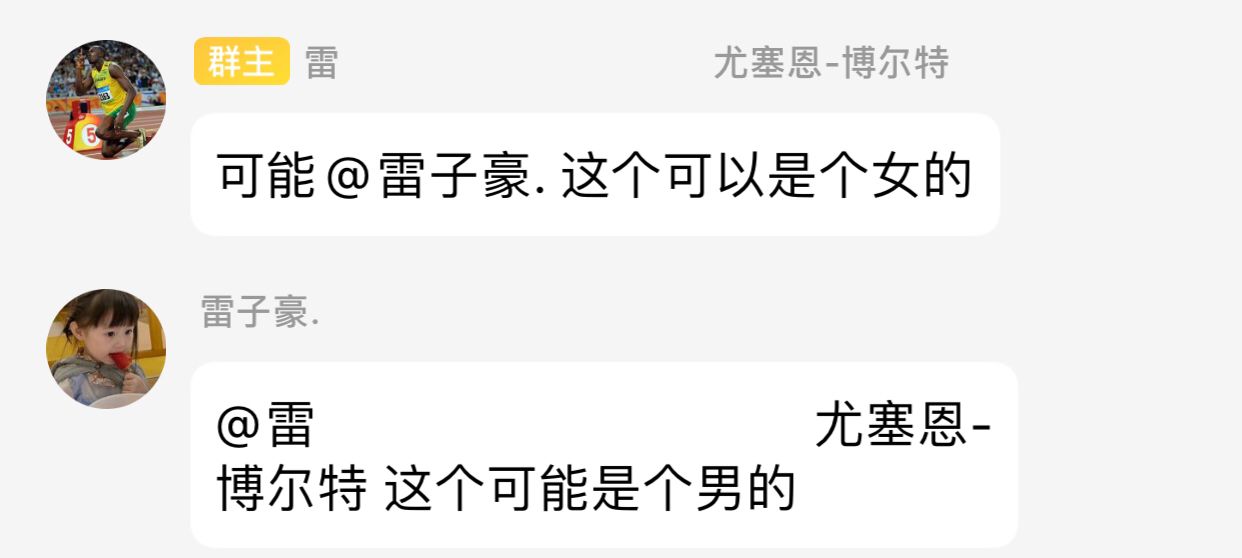 群主 雷 尤塞恩-博尔特
可能@雷子豪. 这个可以是个女的
雷子豪.
@雷 尤塞恩-
博尔特 这个可能是个男的